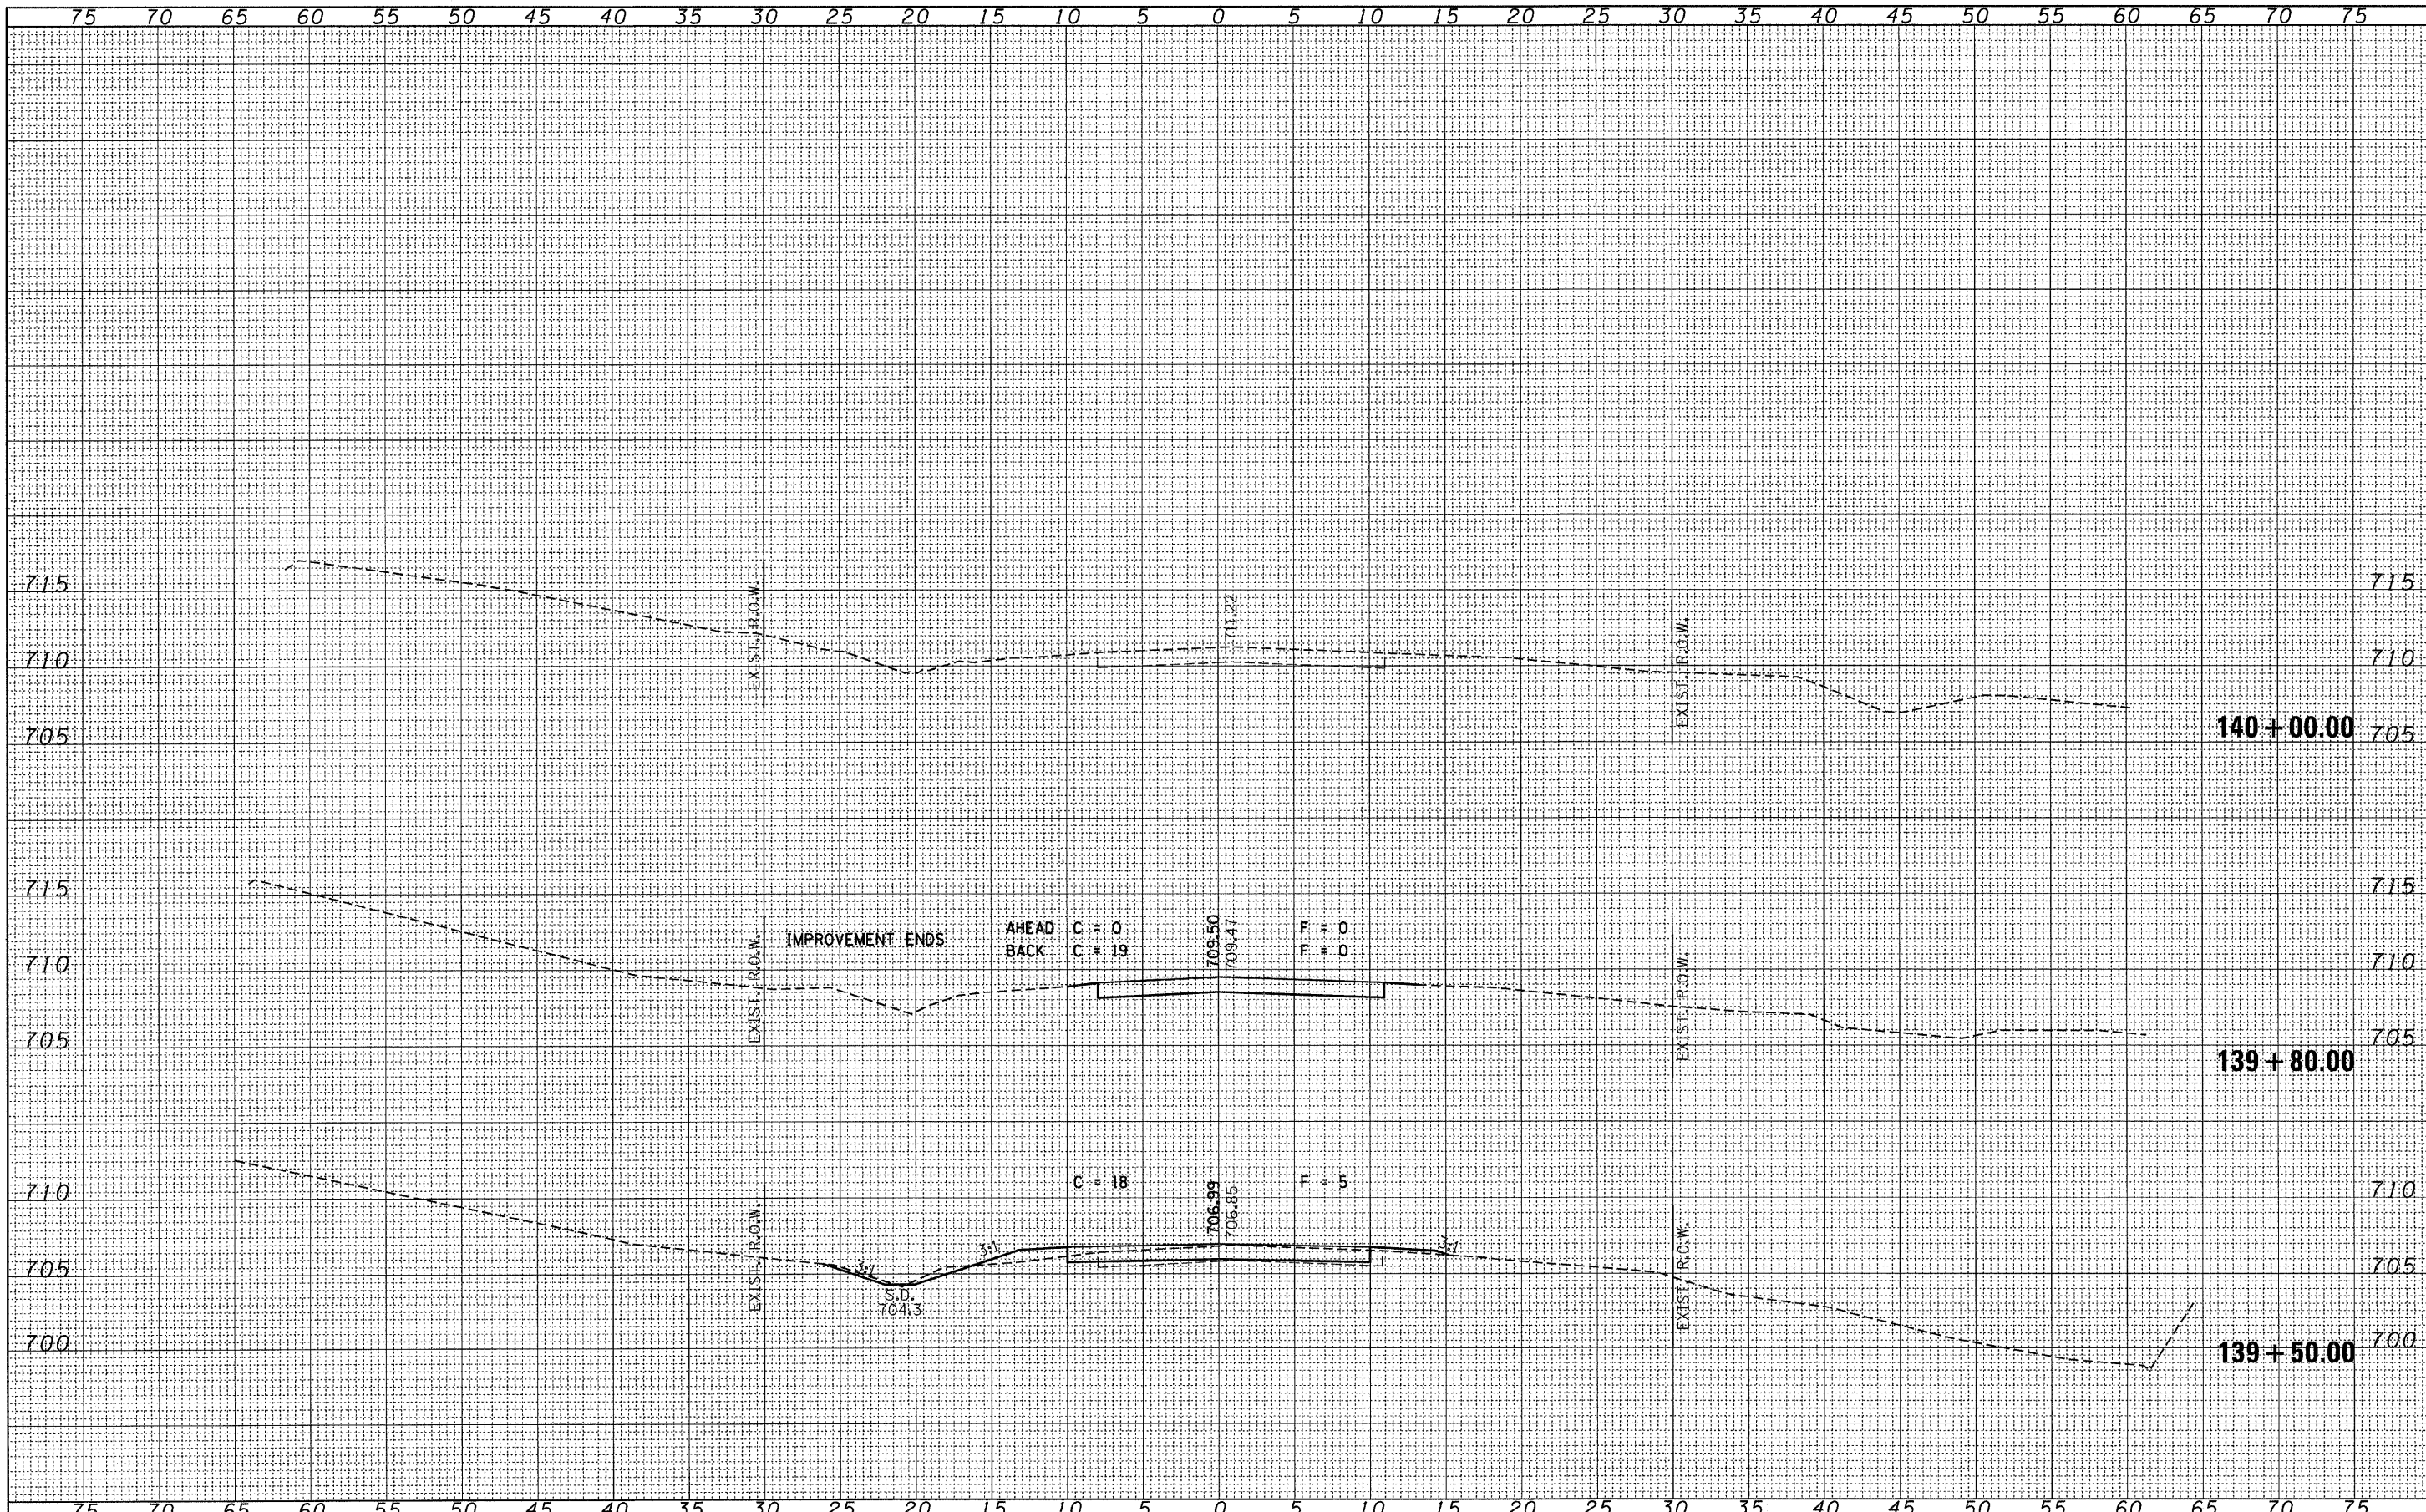 75 70 65 60 55 50 45 40 35 30 25 20 15 10 5 0 5 10 15 20 25 30 35 40 45 50 55 60 65 70 75
715 715
EXIST. R.O.W.
711.22
EXIST. R.O.W.
710 710
140+00.00
705 705
715 715
IMPROVEMENT ENDS
AHEAD C = 0 F = 0
BACK C = 19 F = 0
709.50
709.47
EXIST. R.O.W.
EXIST. R.O.W.
710 710
705 705
139+80.00
C = 18 F = 5
706.99
706.85
710 710
EXIST. R.O.W.
EXIST. R.O.W.
3:1
3:1
3:1
705 705
S.D.
704.3
700 700
139+50.00
75 70 65 60 55 50 45 40 35 30 25 20 15 10 5 0 5 10 15 20 25 30 35 40 45 50 55 60 65 70 75